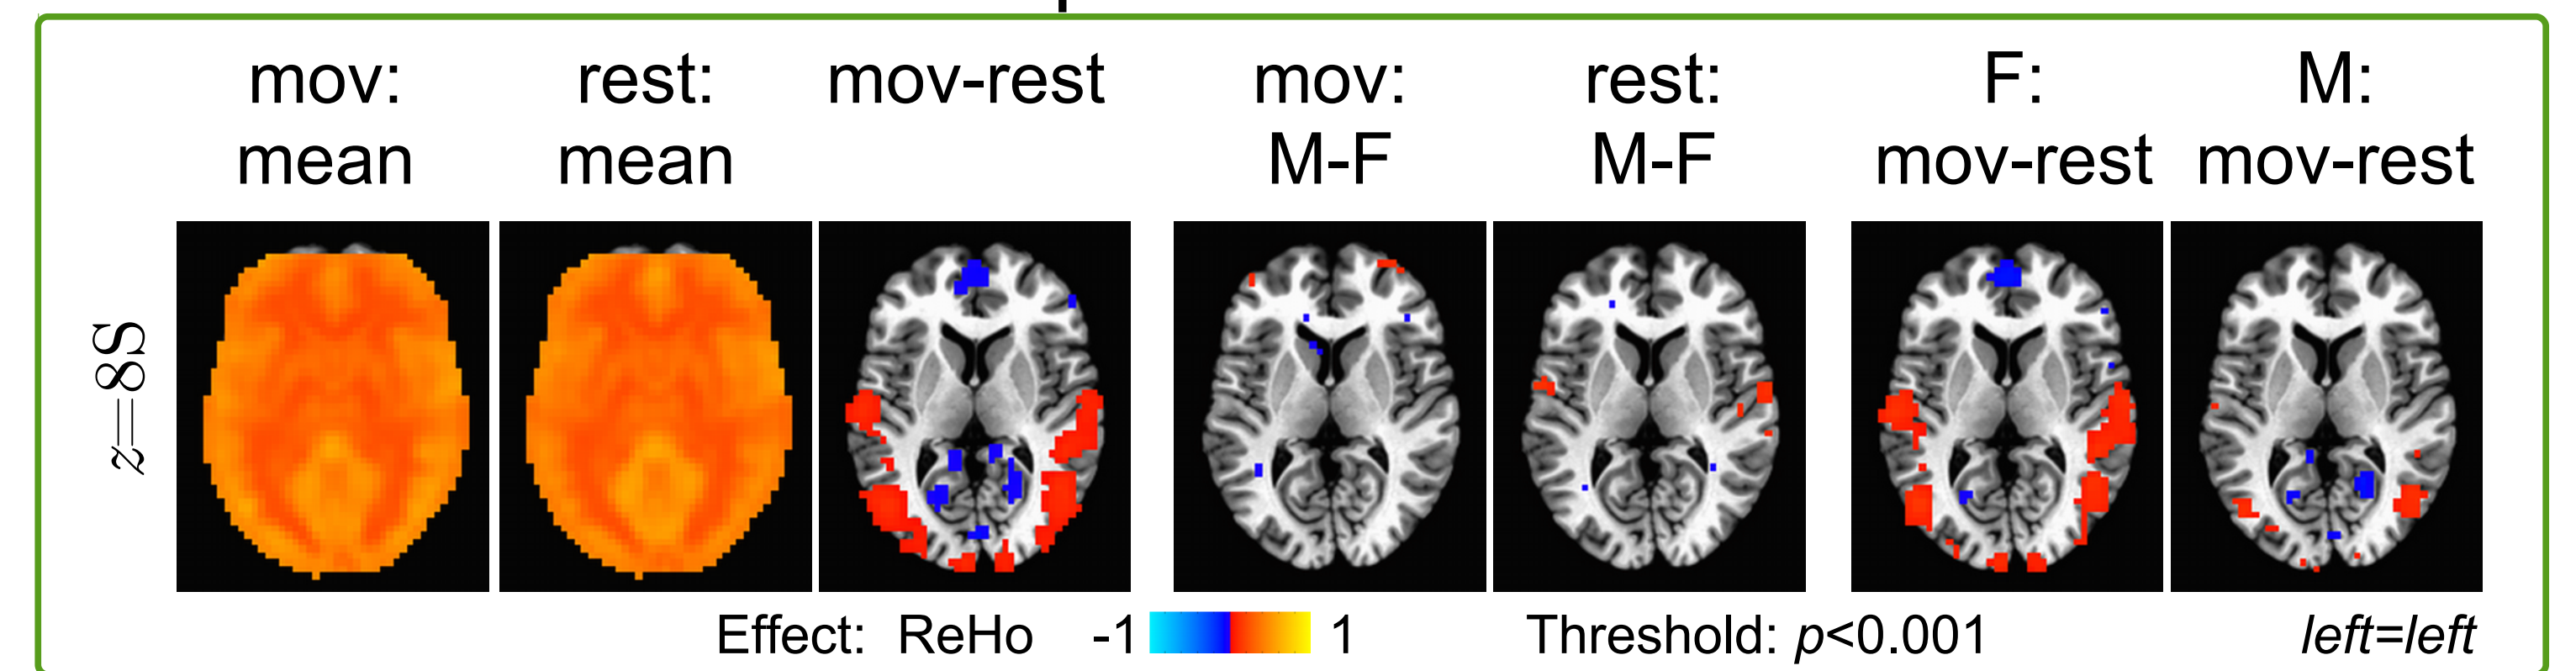 mov: mean
rest: mean
mov-rest
mov: M-F
rest: M-F
F: mov-rest
M: mov-rest
z=8S
Effect: ReHo -1 1 Threshold: p<0.001 left=left